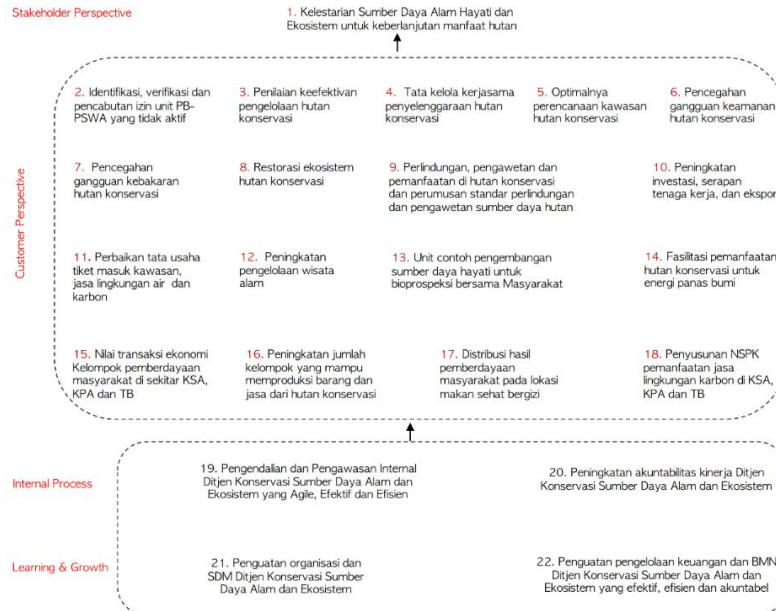 Stakeholder Perspective
1. Kelestarian Sumber Daya Alam Hayati dan
Ekosistem untuk keberlanjutan manfaat hutan
Customer Perspective
2. Identifikasi, verifikasi dan
pencabutan izin unit PB-
PSWA yang tidak aktif
3. Penilaian keefektivan
pengelolaan hutan
konservasi
4. Tata kelola kerjasama
penyelenggaraan hutan
konservasi
5. Optimalnya
perencanaan kawasan
hutan konservasi
6. Pencegahan
gangguan keamanan
hutan konservasi
7. Pencegahan
gangguan kebakaran
hutan konservasi
8. Restorasi ekosistem
hutan konservasi
9. Perlindungan, pengawetan dan
pemanfaatan di hutan konservasi
dan perumusan standar perlindungan
dan pengawetan sumber daya hutan
10. Peningkatan
investasi, serapan
tenaga kerja, dan ekspor
11. Perbaikan tata usaha
tiket masuk kawasan,
jasa lingkungan air dan
karbon
12. Peningkatan
pengelolaan wisata
alam
13. Unit contoh pengembangan
sumber daya hayati untuk
bioprospeksi bersama Masyarakat
14. Fasilitasi pemanfaatan
hutan konservasi untuk
energi panas bumi
15. Nilai transaksi ekonomi
Kelompok pemberdayaan
masyarakat di sekitar KSA,
KPA dan TB
16. Peningkatan jumlah
kelompok yang mampu
memproduksi barang dan
jasa dari hutan konservasi
17. Distribusi hasil
pemberdayaan
masyarakat pada lokasi
makan sehat bergizi
18. Penyusunan NSPK
pemanfaatan jasa
lingkungan karbon di KSA,
KPA dan TB
Internal Process
19. Pengendalian dan Pengawasan Internal
Ditjen Konservasi Sumber Daya Alam dan
Ekosistem yang Agile, Efektif dan Efisien
20. Peningkatan akuntabilitas kinerja Ditjen
Konservasi Sumber Daya Alam dan Ekosistem
Learning & Growth
21. Penguatan organisasi dan
SDM Ditjen Konservasi Sumber
Daya Alam dan Ekosistem
22. Penguatan pengelolaan keuangan dan BMN
Ditjen Konservasi Sumber Daya Alam dan
Ekosistem yang efektif, efisien dan akuntabel